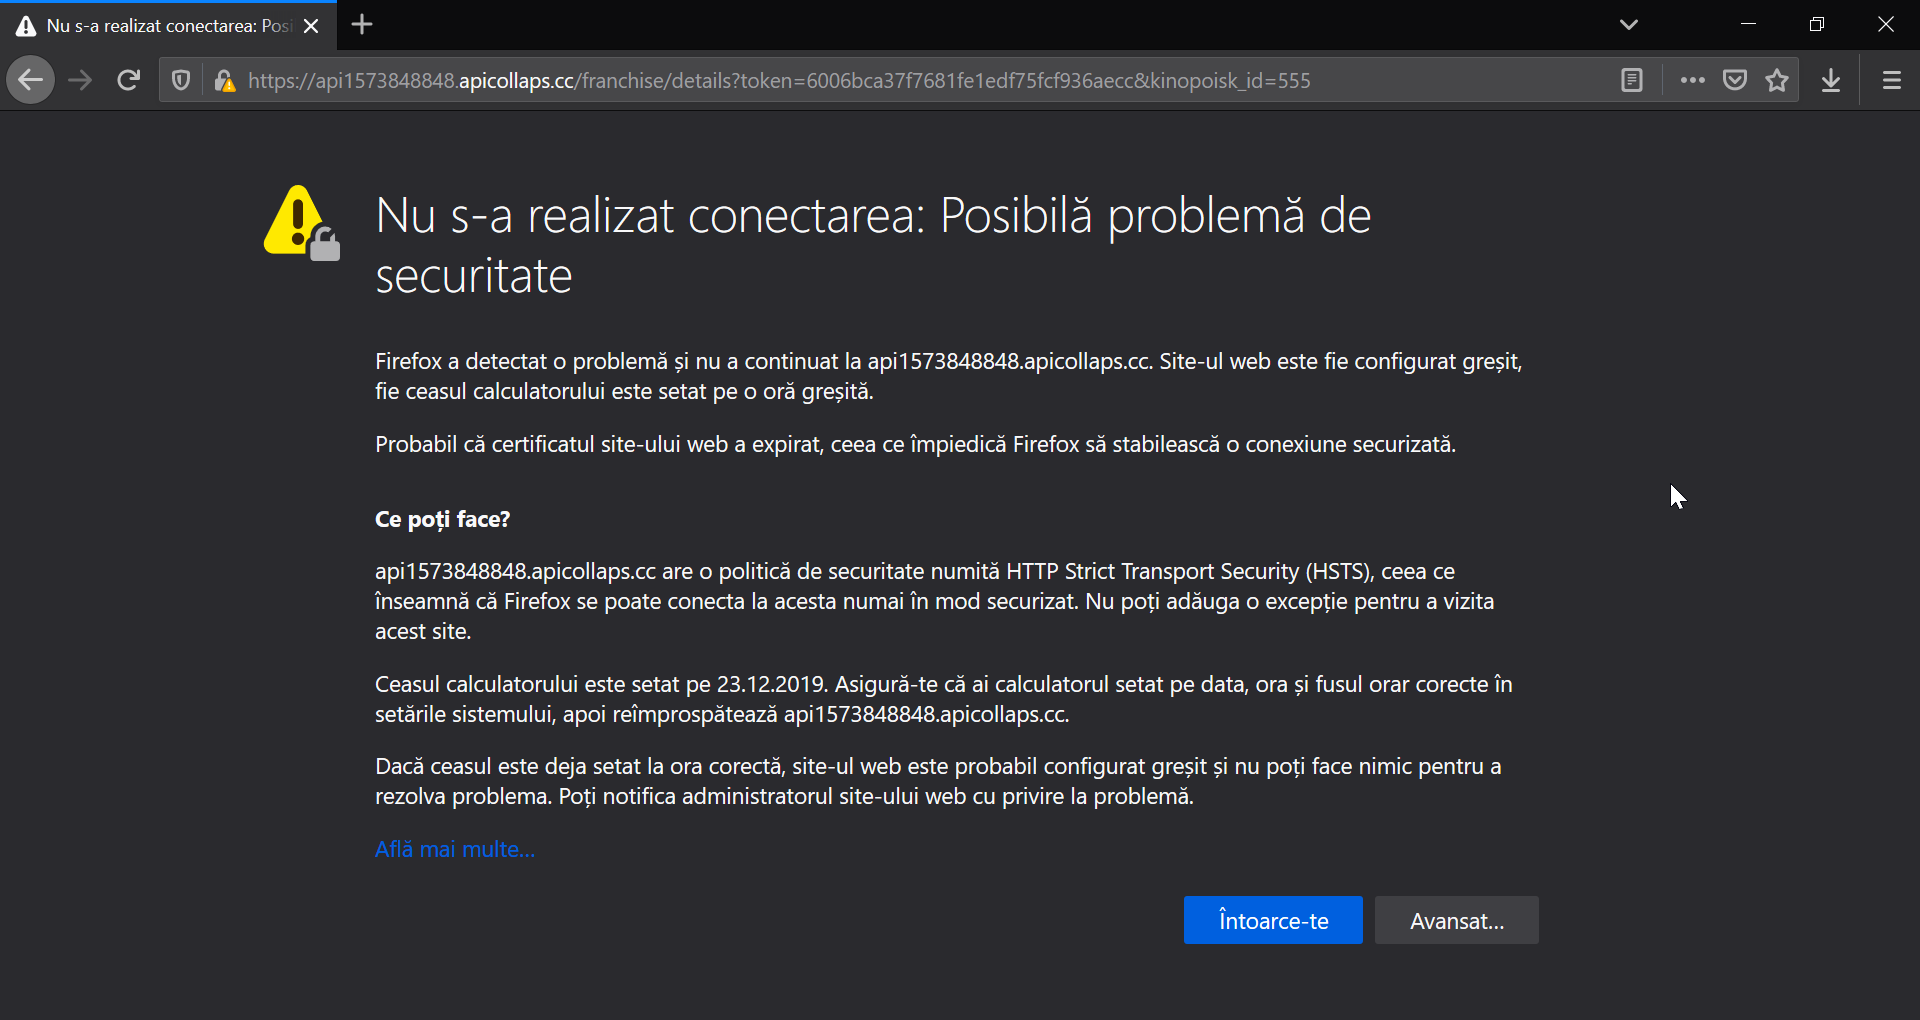 Nu s-a realizat conectarea: Posi
https://api1573848848.apicollaps.cc/franchise/details?token=6006bca37f7681fe1edf75fcf936aecc&kinopoisk_id=555
Nu s-a realizat conectarea: Posibilă problemă de
securitate
Firefox a detectat o problemă și nu a continuat la api1573848848.apicollaps.cc. Site-ul web este fie configurat greșit,
fie ceasul calculatorului este setat pe o oră greșită.
Probabil că certificatul site-ului web a expirat, ceea ce împiedică Firefox să stabilească o conexiune securizată.
Ce poți face?
api1573848848.apicollaps.cc are o politică de securitate numită HTTP Strict Transport Security (HSTS), ceea ce
înseamnă că Firefox se poate conecta la acesta numai în mod securizat. Nu poți adăuga o excepție pentru a vizita
acest site.
Ceasul calculatorului este setat pe 23.12.2019. Asigură-te că ai calculatorul setat pe data, ora și fusul orar corecte în
setările sistemului, apoi reîmprospătează api1573848848.apicollaps.cc.
Dacă ceasul este deja setat la ora corectă, site-ul web este probabil configurat greșit și nu poți face nimic pentru a
rezolva problema. Poți notifica administratorul site-ului web cu privire la problemă.
Află mai multe...
Întoarce-te
Avansat...